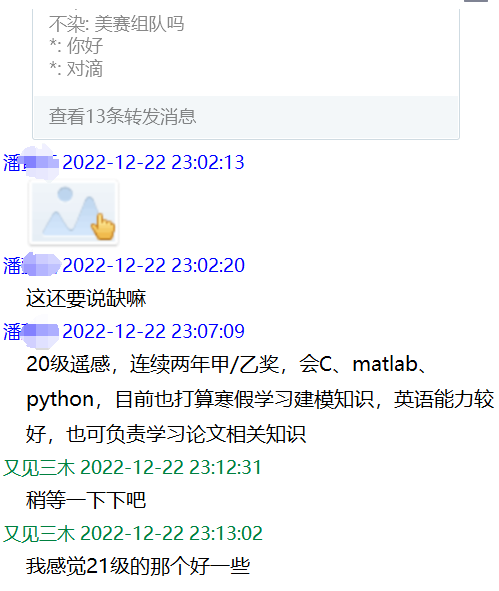 不染: 美赛组队吗
*: 你好
*: 对滴
查看13条转发消息
潘 2022-12-22 23:02:13
潘 2022-12-22 23:02:20
这还要说缺嘛
潘 2022-12-22 23:07:09
20级遥感，连续两年甲/乙奖，会C、matlab、
python，目前也打算寒假学习建模知识，英语能力较
好，也可负责学习论文相关知识
又见三木 2022-12-22 23:12:31
稍等一下下吧
又见三木 2022-12-22 23:13:02
我感觉21级的那个好一些